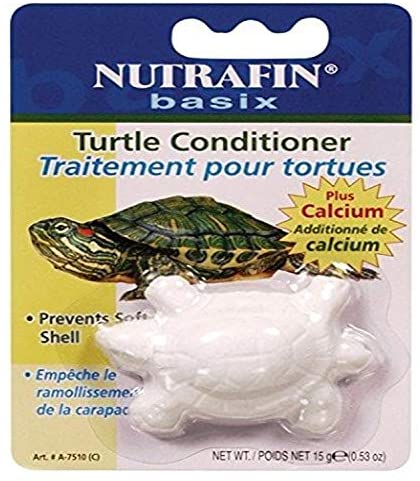 NUTRAFIN®
basix
Turtle Conditioner
Traitement pour tortues
Plus
Calcium
Additionné de
calcium
• Prevents Soft
Shell
• Empêche le
ramollissement
de la carapac
Art. # A-7510 (C)
NET WT. / POIDS NET 15 g ℮ (0.53 oz)